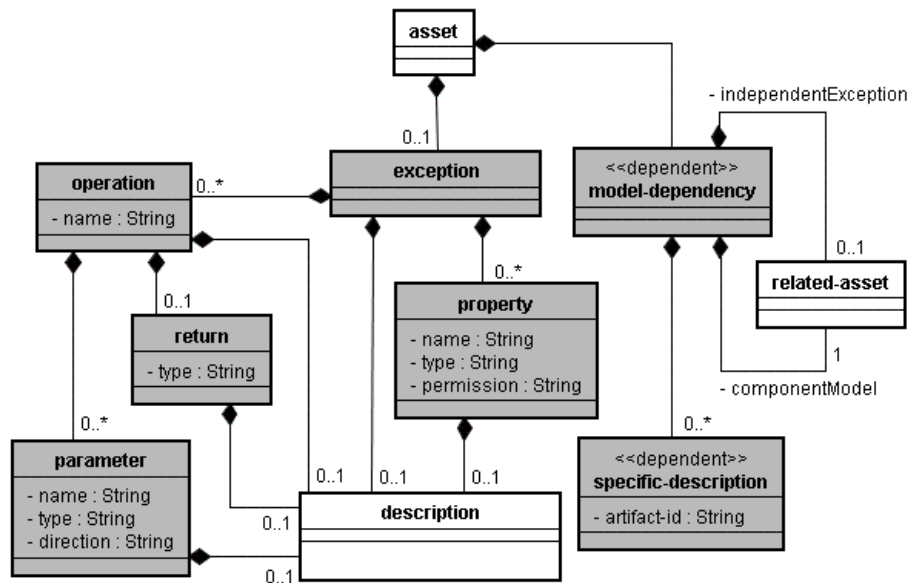 asset
- independentException
0..1
operation
- name : String
0..*
exception
<<dependent>>
model-dependency
0..1
0..*
0..1
related-asset
property
- name : String
- type : String
- permission : String
return
- type : String
1
- componentModel
0..*
0..*
parameter
- name : String
- type : String
- direction : String
<<dependent>>
specific-description
- artifact-id : String
0..1
0..1
0..1
description
0..1
0..1